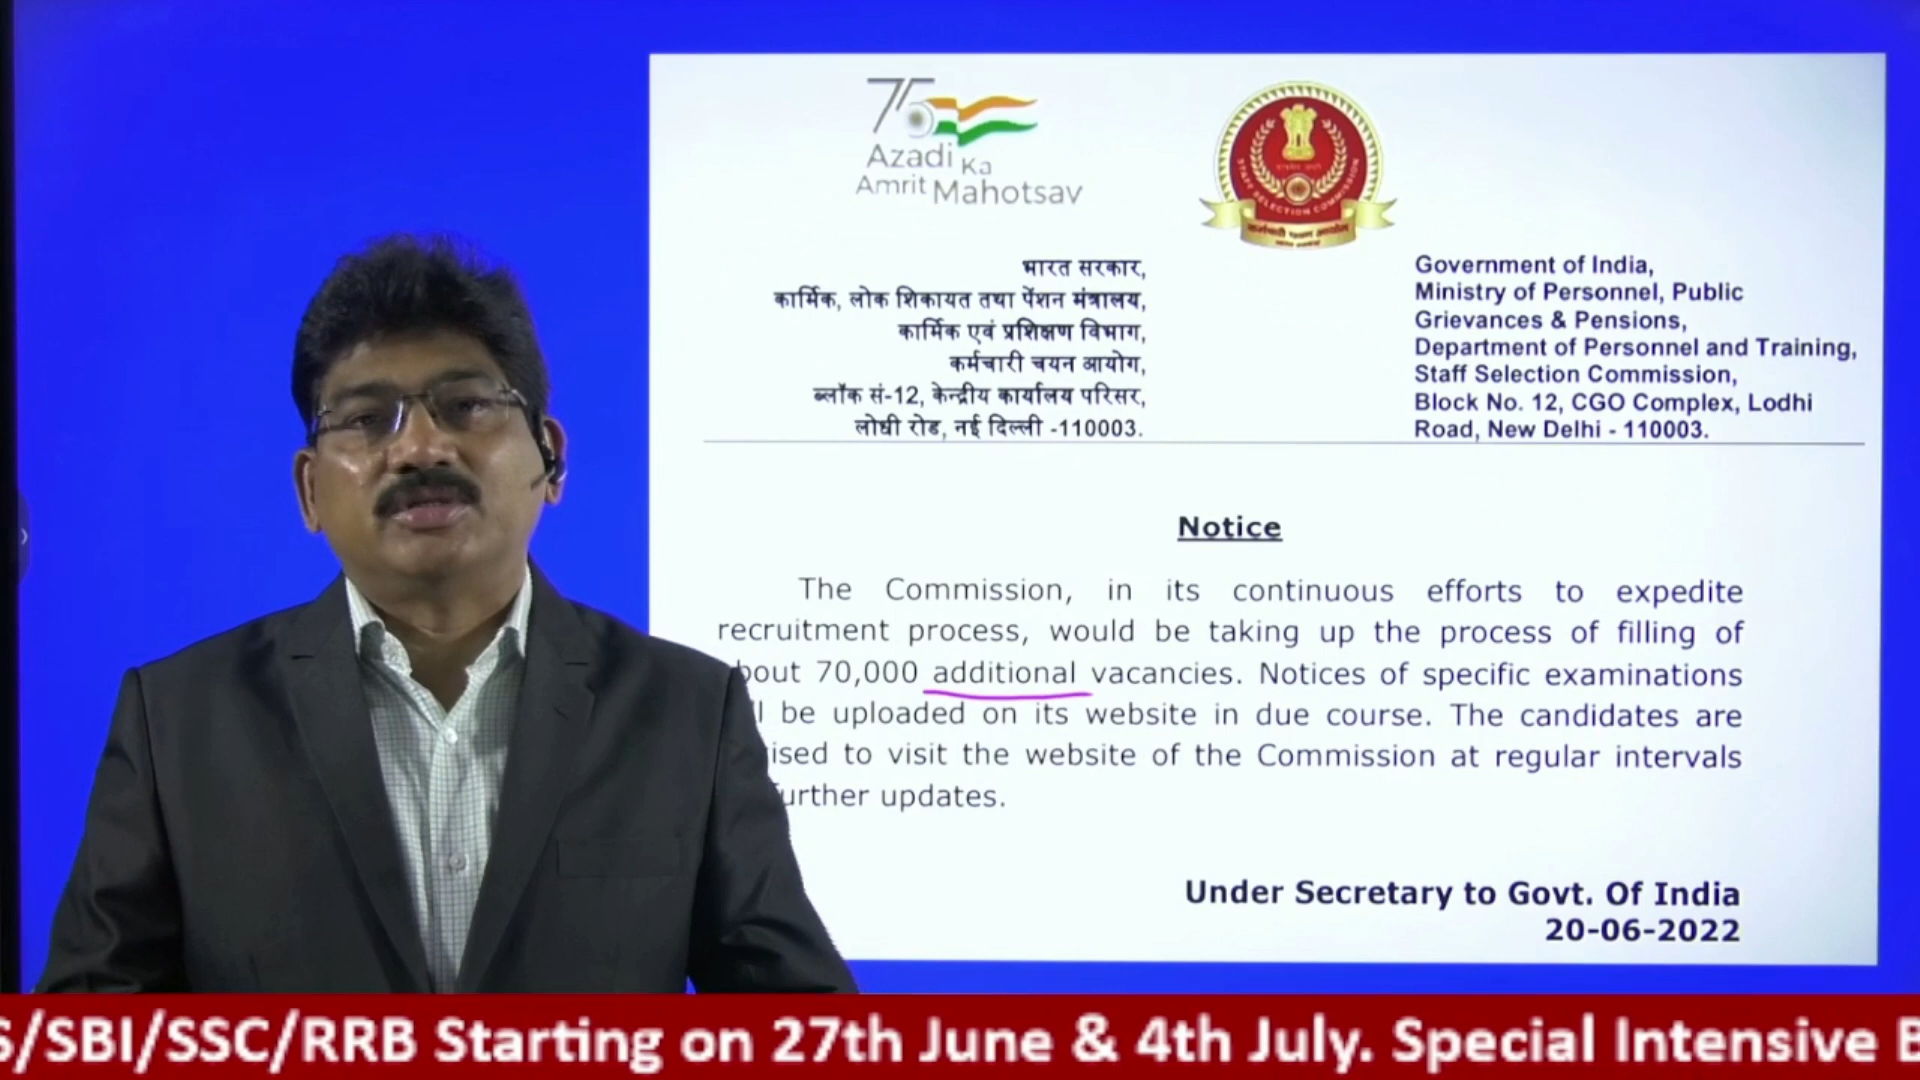 75
Azadi Ka
Amrit Mahotsav
STAFF SELECTION COMMISSION
भारत सरकार,
कार्मिक, लोक शिकायत तथा पेंशन मंत्रालय,
कार्मिक एवं प्रशिक्षण विभाग,
कर्मचारी चयन आयोग,
ब्लॉक सं-12, केन्द्रीय कार्यालय परिसर,
लोधी रोड, नई दिल्ली -110003.
Government of India,
Ministry of Personnel, Public
Grievances & Pensions,
Department of Personnel and Training,
Staff Selection Commission,
Block No. 12, CGO Complex, Lodhi
Road, New Delhi - 110003.
Notice
The Commission, in its continuous efforts to expedite
recruitment process, would be taking up the process of filling of
bout 70,000 additional vacancies. Notices of specific examinations
ll be uploaded on its website in due course. The candidates are
ised to visit the website of the Commission at regular intervals
urther updates.
Under Secretary to Govt. Of India
20-06-2022
S/SBI/SSC/RRB Starting on 27th June & 4th July. Special Intensive B